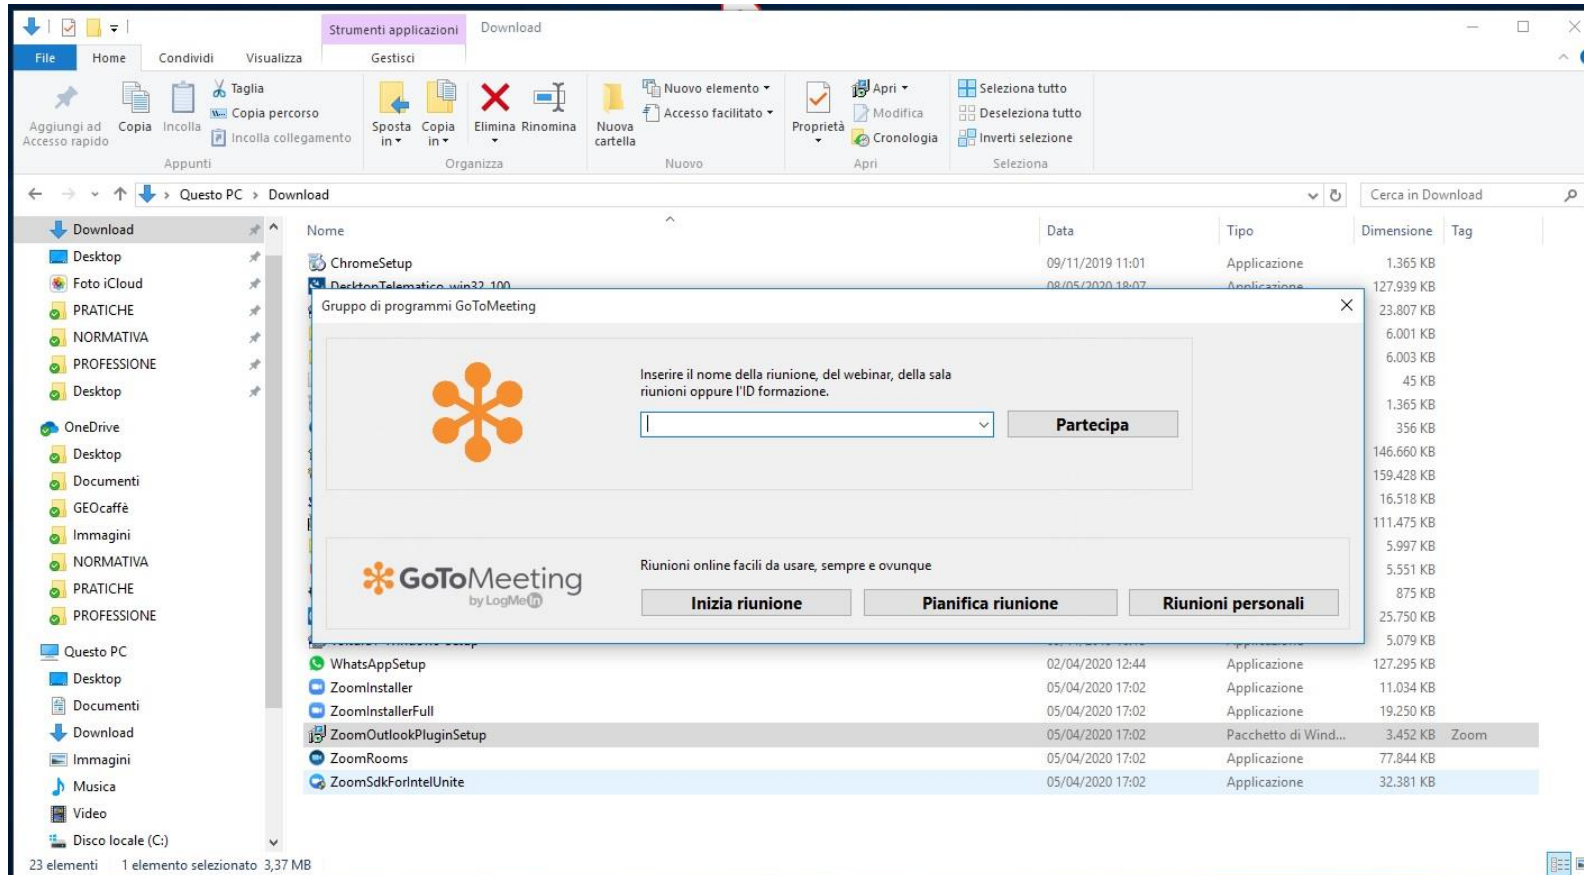 Strumenti applicazioni
Download
File
Home
Condividi
Visualizza
Gestisci
Aggiungi ad
Accesso rapido
Copia
Incolla
Taglia
Copia percorso
Incolla collegamento
Appunti
Sposta
in
Copia
in
Elimina
Rinomina
Organizza
Nuova
cartella
Nuovo elemento
Accesso facilitato
Nuovo
Proprietà
Apri
Modifica
Cronologia
Apri
Seleziona tutto
Deseleziona tutto
Inverti selezione
Seleziona
Questo PC > Download
Cerca in Download
Download
Desktop
Foto iCloud
PRATICHE
NORMATIVA
PROFESSIONE
Desktop
OneDrive
Desktop
Documenti
GEOcaffè
Immagini
NORMATIVA
PRATICHE
PROFESSIONE
Questo PC
Desktop
Documenti
Download
Immagini
Musica
Video
Disco locale (C:)
Nome Data Tipo Dimensione Tag
ChromeSetup 09/11/2019 11:01 Applicazione 1.365 KB
DesktopTelematico_win32_100 08/05/2020 18:07 Applicazione 127.939 KB
23.807 KB
6.001 KB
6.003 KB
45 KB
1.365 KB
356 KB
146.660 KB
159.428 KB
16.518 KB
111.475 KB
5.997 KB
5.551 KB
875 KB
25.750 KB
5.079 KB
Gruppo di programmi GoToMeeting
Inserire il nome della riunione, del webinar, della sala
riunioni oppure l'ID formazione.
Partecipa
GoToMeeting
by LogMeIn
Riunioni online facili da usare, sempre e ovunque
Inizia riunione
Pianifica riunione
Riunioni personali
WhatsAppSetup 02/04/2020 12:44 Applicazione 127.295 KB
ZoomInstaller 05/04/2020 17:02 Applicazione 11.034 KB
ZoomInstallerFull 05/04/2020 17:02 Applicazione 19.250 KB
ZoomOutlookPluginSetup 05/04/2020 17:02 Pacchetto di Wind... 3.452 KB Zoom
ZoomRooms 05/04/2020 17:02 Applicazione 77.844 KB
ZoomSdkForIntelUnite 05/04/2020 17:02 Applicazione 32.381 KB
23 elementi 1 elemento selezionato 3,37 MB